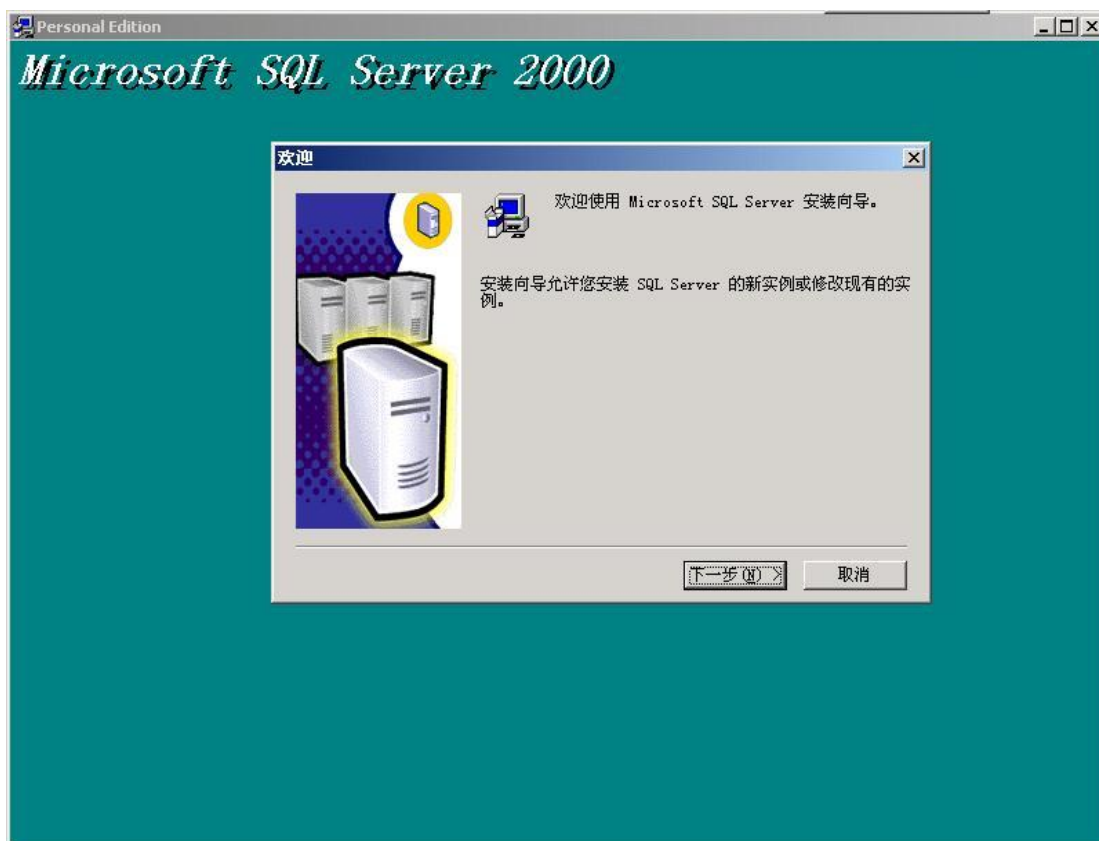 Personal Edition
Microsoft SQL Server 2000
欢迎
欢迎使用 Microsoft SQL Server 安装向导。
安装向导允许您安装 SQL Server 的新实例或修改现有的实
例。
下一步(N) >
取消